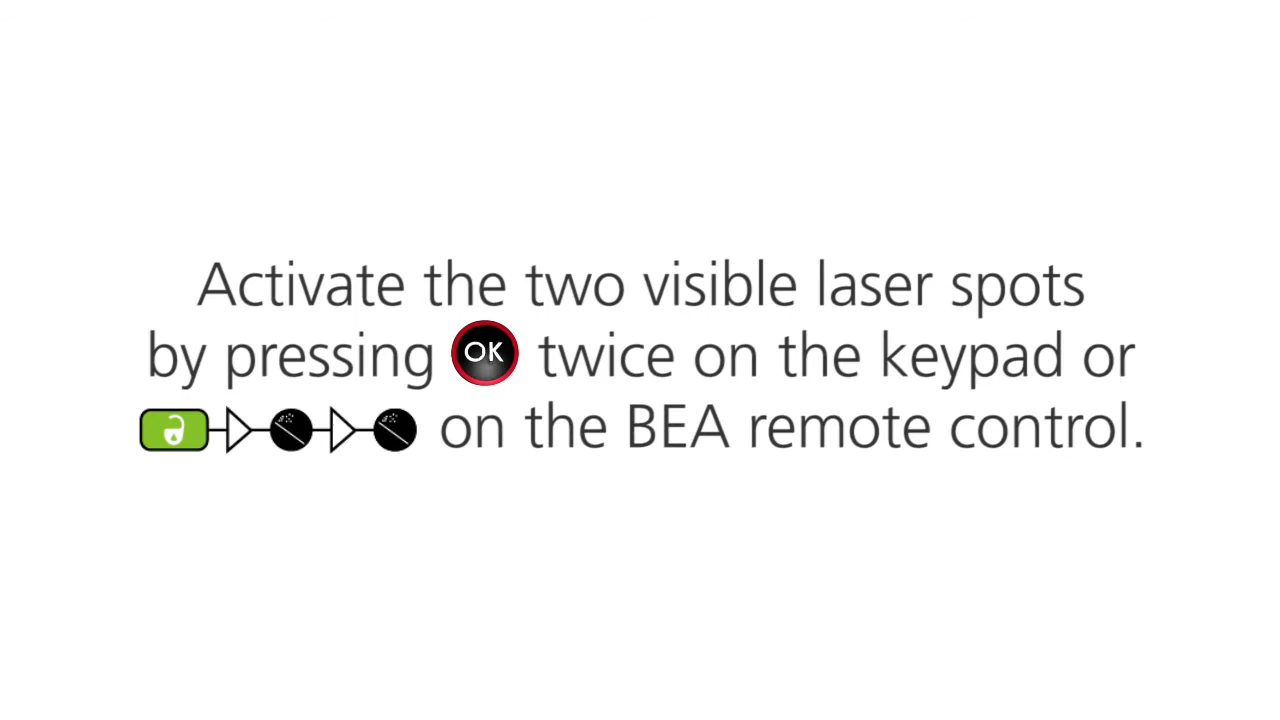 Activate the two visible laser spots
by pressing OK twice on the keypad or
on the BEA remote control.